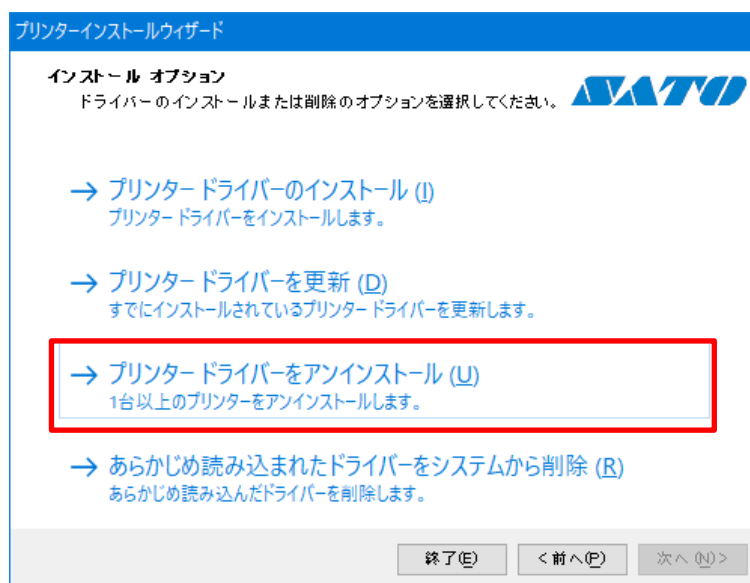 プリンターインストールウィザード
インストール オプション
ドライバーのインストールまたは削除のオプションを選択してください。
SATO
→ プリンター ドライバーのインストール (I)
プリンター ドライバーをインストールします。
→ プリンター ドライバーを更新 (D)
すでにインストールされているプリンター ドライバーを更新します。
→ プリンター ドライバーをアンインストール (U)
1台以上のプリンターをアンインストールします。
→ あらかじめ読み込まれたドライバーをシステムから削除 (R)
あらかじめ読み込んだドライバーを削除します。
終了(E) <前へ(P) 次へ(N)>